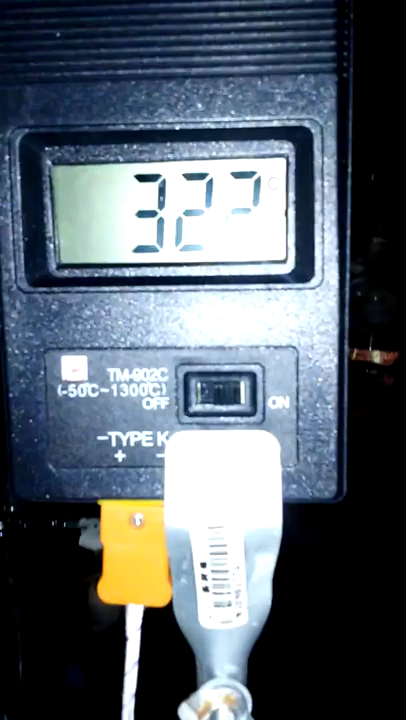 322 °C
TM-902C
(-50℃~1300℃)
OFF
ON
-TYPE K
+ -